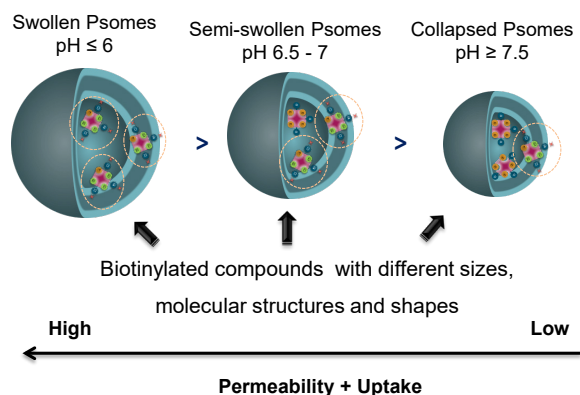 Swollen Psomes
pH ≤ 6
Semi-swollen Psomes
pH 6.5 - 7
Collapsed Psomes
pH ≥ 7.5
> >
Biotinylated compounds with different sizes,
molecular structures and shapes
High Low
Permeability + Uptake